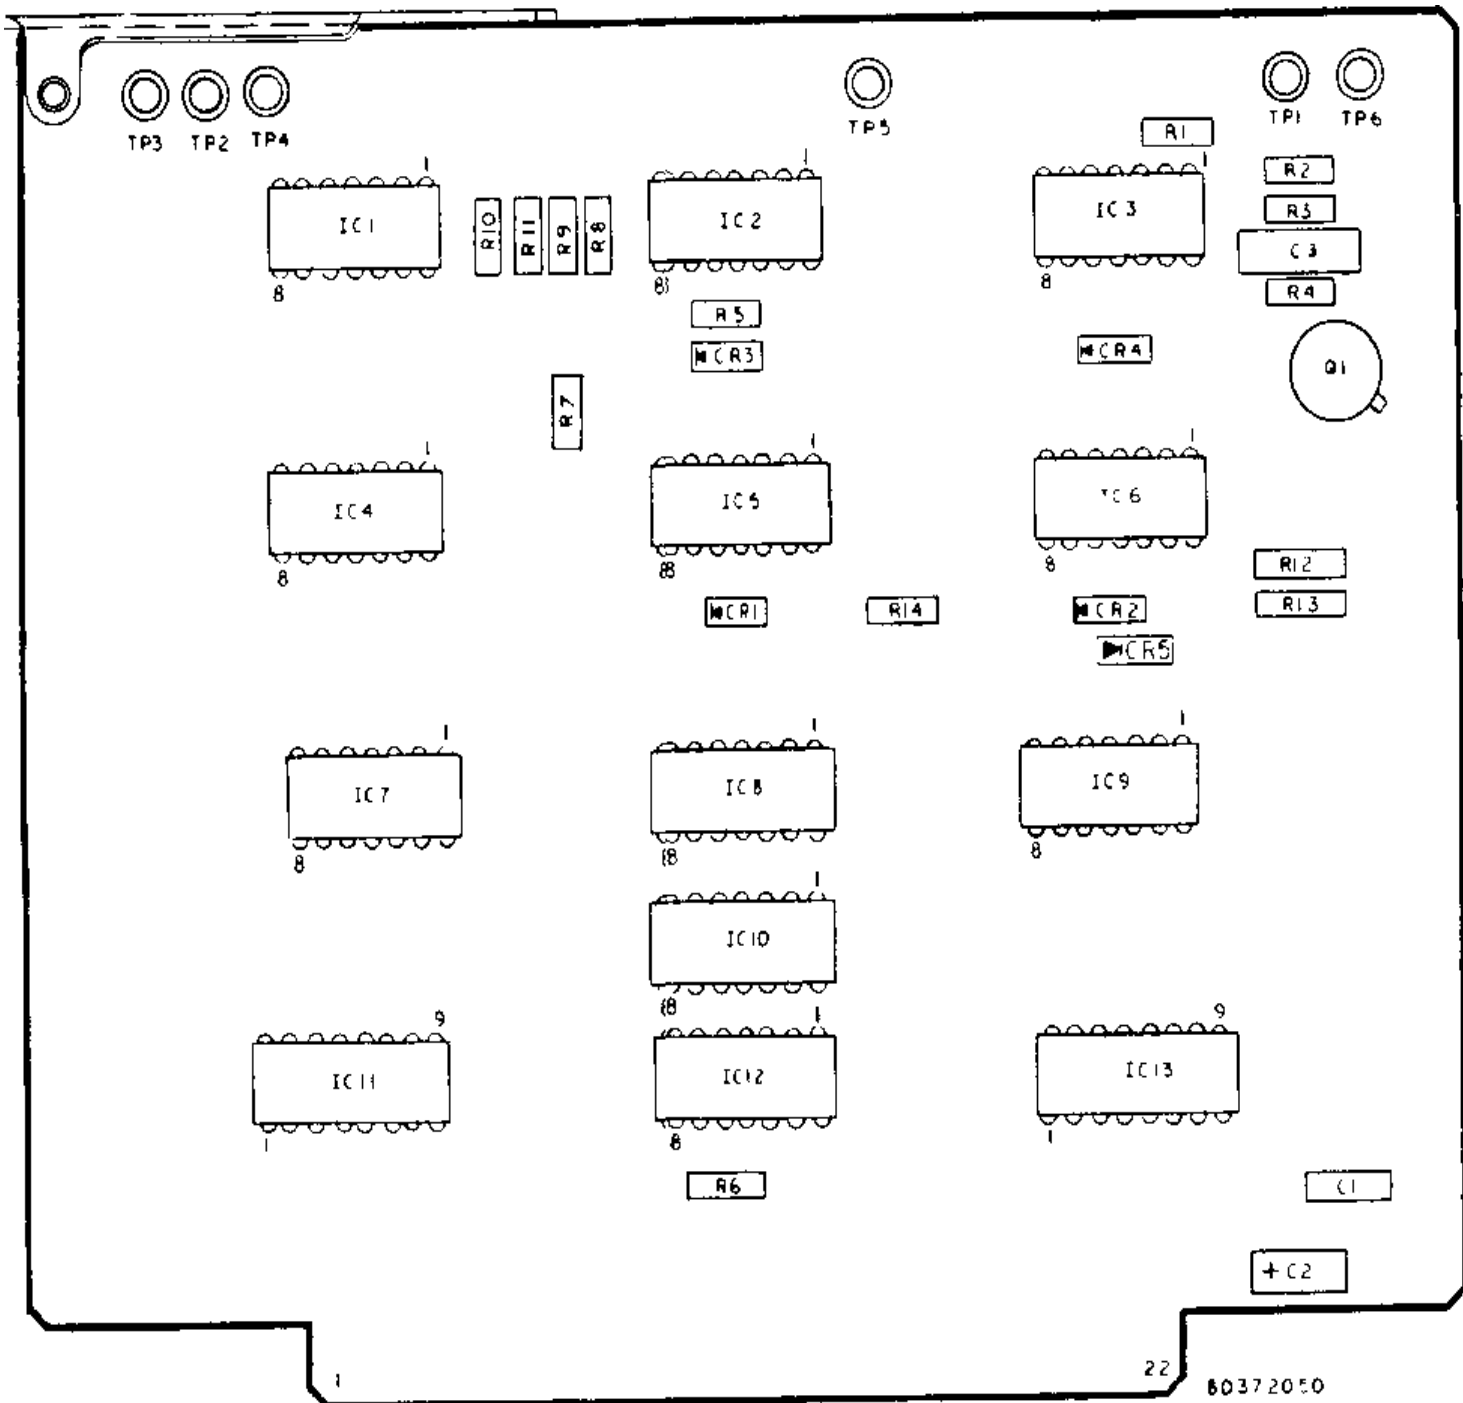 TP3 TP2 TP4 TP5 TP1 TP6
R1
1 1 1
R2
IC1 R10 R11 R9 R8 IC2 IC3 R3
C3
8 8 8 R4
R5
CR3 CR4 Q1
R7
1 1 1
IC4 IC5 IC6
8 8 8 R12
CR1 R14 CR2 R13
CR5
1 1 1
IC7 IC8 IC9
8 8 8
1
IC10
8
9 1 9
IC11 IC12 IC13
1 8 1
R6 C1
+C2
1 22